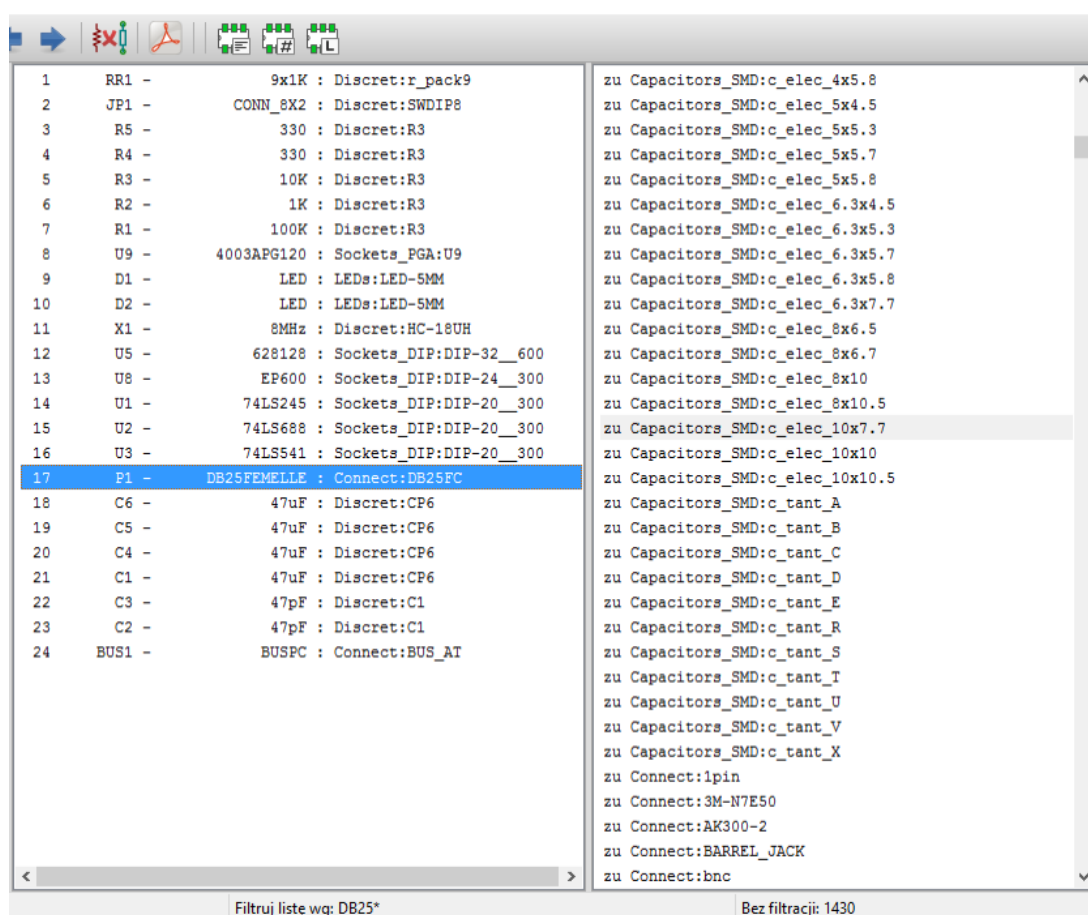 1 RR1 - 9x1K : Discret:r_pack9
2 JP1 - CONN_8X2 : Discret:SWDIP8
3 R5 - 330 : Discret:R3
4 R4 - 330 : Discret:R3
5 R3 - 10K : Discret:R3
6 R2 - 1K : Discret:R3
7 R1 - 100K : Discret:R3
8 U9 - 4003APG120 : Sockets_PGA:U9
9 D1 - LED : LEDs:LED-5MM
10 D2 - LED : LEDs:LED-5MM
11 X1 - 8MHz : Discret:HC-18UH
12 U5 - 628128 : Sockets_DIP:DIP-32__600
13 U8 - EP600 : Sockets_DIP:DIP-24__300
14 U1 - 74LS245 : Sockets_DIP:DIP-20__300
15 U2 - 74LS688 : Sockets_DIP:DIP-20__300
16 U3 - 74LS541 : Sockets_DIP:DIP-20__300
17 P1 - DB25FEMELLE : Connect:DB25FC
18 C6 - 47uF : Discret:CP6
19 C5 - 47uF : Discret:CP6
20 C4 - 47uF : Discret:CP6
21 C1 - 47uF : Discret:CP6
22 C3 - 47pF : Discret:C1
23 C2 - 47pF : Discret:C1
24 BUS1 - BUSPC : Connect:BUS_AT
zu Capacitors_SMD:c_elec_4x5.8
zu Capacitors_SMD:c_elec_5x4.5
zu Capacitors_SMD:c_elec_5x5.3
zu Capacitors_SMD:c_elec_5x5.7
zu Capacitors_SMD:c_elec_5x5.8
zu Capacitors_SMD:c_elec_6.3x4.5
zu Capacitors_SMD:c_elec_6.3x5.3
zu Capacitors_SMD:c_elec_6.3x5.7
zu Capacitors_SMD:c_elec_6.3x5.8
zu Capacitors_SMD:c_elec_6.3x7.7
zu Capacitors_SMD:c_elec_8x6.5
zu Capacitors_SMD:c_elec_8x6.7
zu Capacitors_SMD:c_elec_8x10
zu Capacitors_SMD:c_elec_8x10.5
zu Capacitors_SMD:c_elec_10x7.7
zu Capacitors_SMD:c_elec_10x10
zu Capacitors_SMD:c_elec_10x10.5
zu Capacitors_SMD:c_tant_A
zu Capacitors_SMD:c_tant_B
zu Capacitors_SMD:c_tant_C
zu Capacitors_SMD:c_tant_D
zu Capacitors_SMD:c_tant_E
zu Capacitors_SMD:c_tant_R
zu Capacitors_SMD:c_tant_S
zu Capacitors_SMD:c_tant_T
zu Capacitors_SMD:c_tant_U
zu Capacitors_SMD:c_tant_V
zu Capacitors_SMD:c_tant_X
zu Connect:1pin
zu Connect:3M-N7E50
zu Connect:AK300-2
zu Connect:BARREL_JACK
zu Connect:bnc
Filtruj listę wg: DB25*
Bez filtracji: 1430